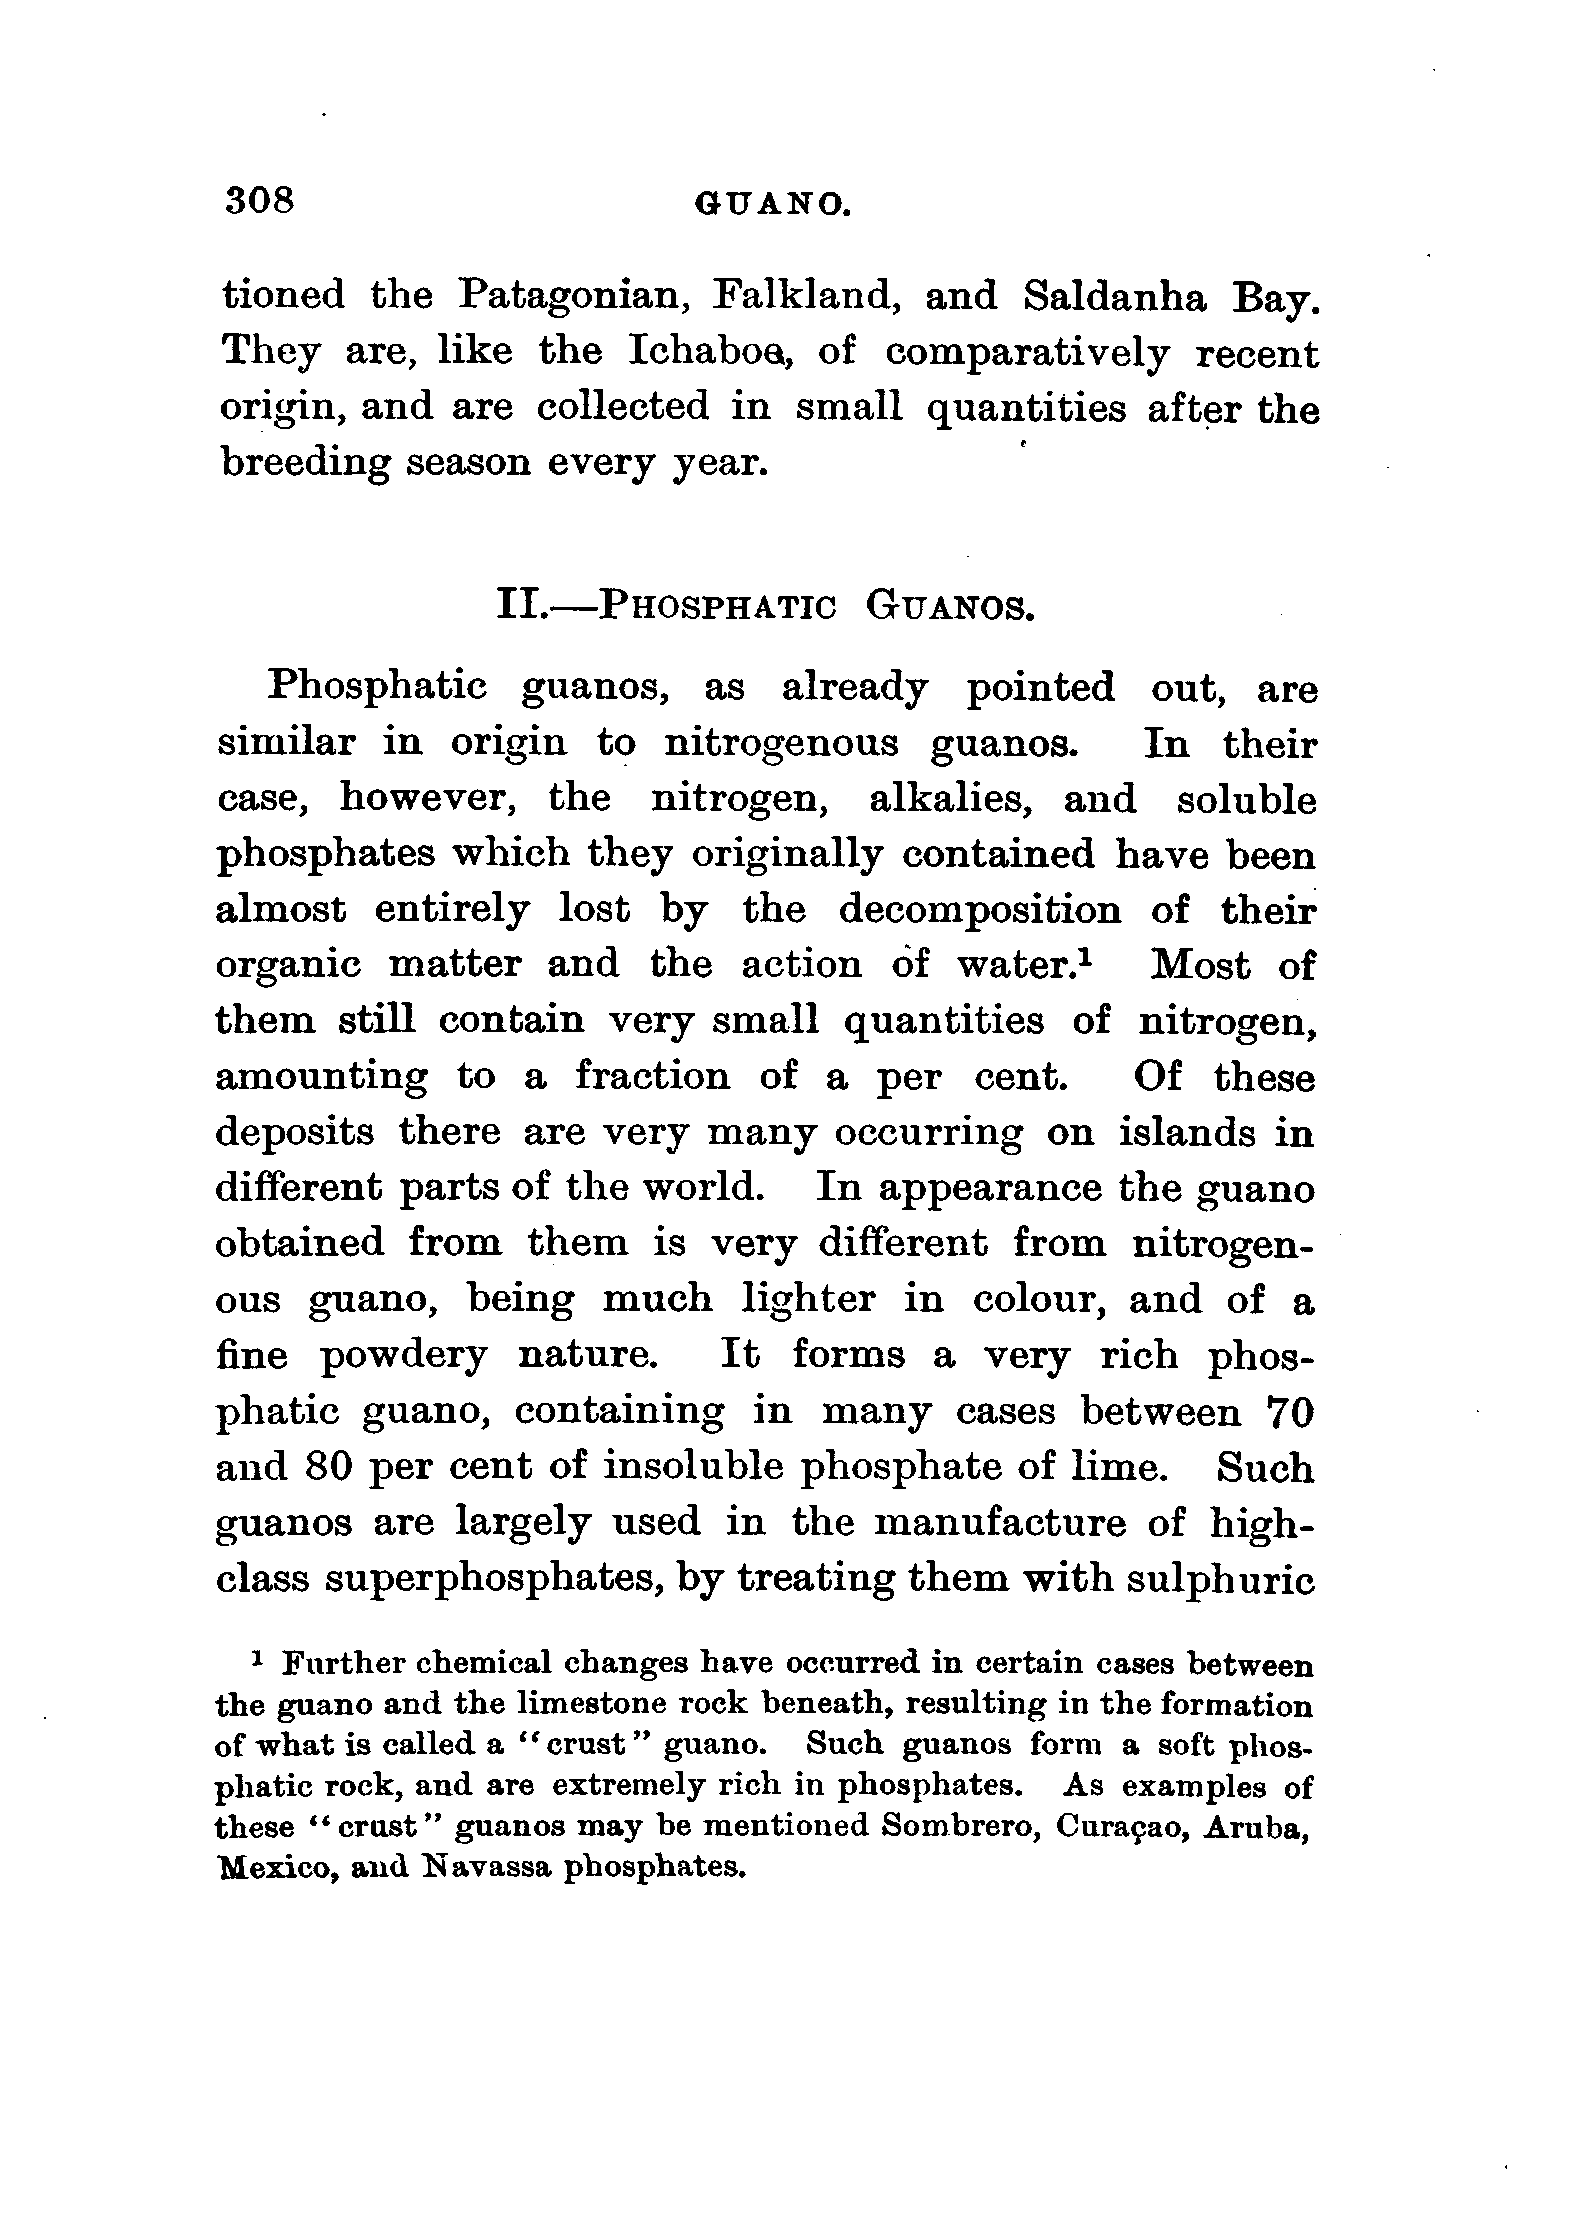 308 GUANO.
tioned the Patagonian, Falkland, and Saldanha Bay.
They are, like the Ichaboa, of comparatively recent
origin, and are collected in small quantities after the
breeding season every year.
II.—PHOSPHATIC GUANOS.
Phosphatic guanos, as already pointed out, are
similar in origin to nitrogenous guanos. In their
case, however, the nitrogen, alkalies, and soluble
phosphates which they originally contained have been
almost entirely lost by the decomposition of their
organic matter and the action of water.¹ Most of
them still contain very small quantities of nitrogen,
amounting to a fraction of a per cent. Of these
deposits there are very many occurring on islands in
different parts of the world. In appearance the guano
obtained from them is very different from nitrogen-
ous guano, being much lighter in colour, and of a
fine powdery nature. It forms a very rich phos-
phatic guano, containing in many cases between 70
and 80 per cent of insoluble phosphate of lime. Such
guanos are largely used in the manufacture of high-
class superphosphates, by treating them with sulphuric
¹ Further chemical changes have occurred in certain cases between
the guano and the limestone rock beneath, resulting in the formation
of what is called a “crust” guano. Such guanos form a soft phos-
phatic rock, and are extremely rich in phosphates. As examples of
these “crust” guanos may be mentioned Sombrero, Curaçao, Aruba,
Mexico, and Navassa phosphates.